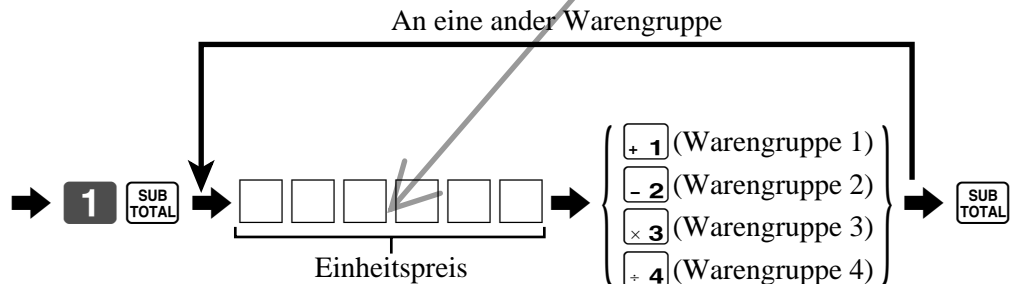 An eine ander Warengruppe
+ 1 (Warengruppe 1)
- 2 (Warengruppe 2)
1 SUB TOTAL
SUB TOTAL
× 3 (Warengruppe 3)
Einheitspreis
÷ 4 (Warengruppe 4)